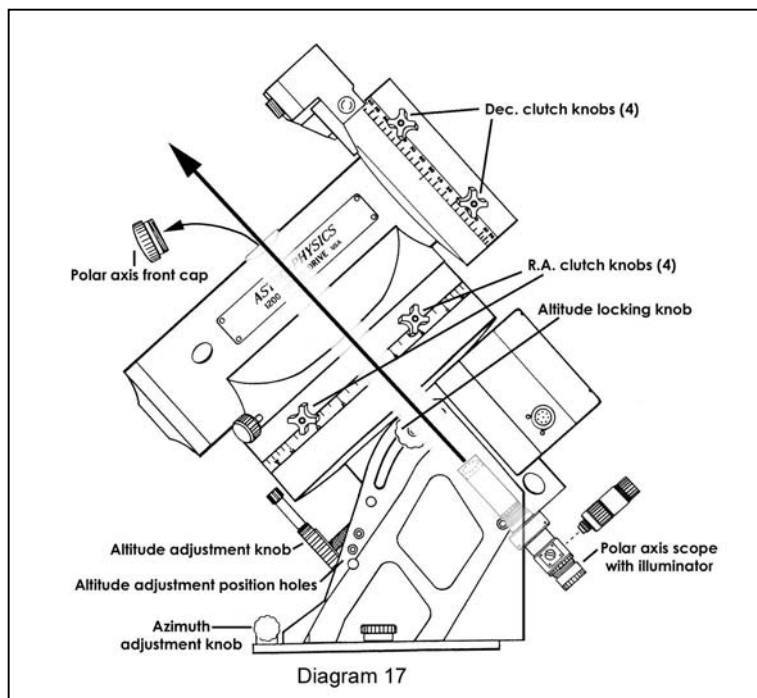 Dec. clutch knobs (4)
Polar axis front cap
R.A. clutch knobs (4)
Altitude locking knob
Altitude adjustment knob
Altitude adjustment position holes
Polar axis scope
with illuminator
Azimuth
adjustment knob
Diagram 17